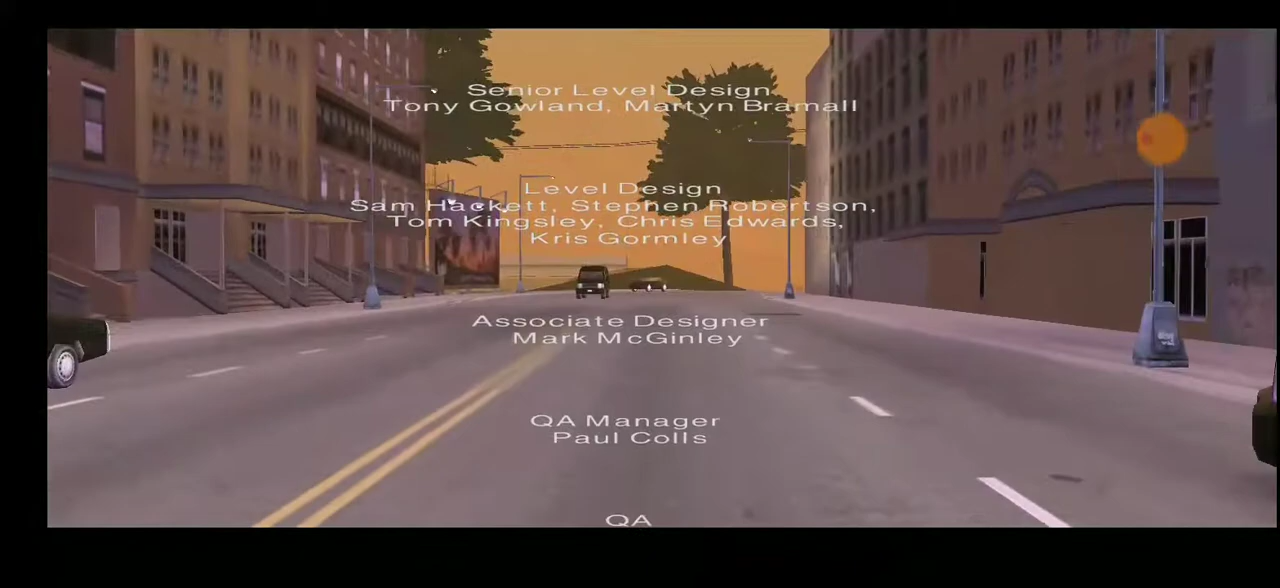 Senior Level Design
Tony Gowland, Martyn Bramall
Level Design
Sam Hackett, Stephen Robertson,
Tom Kingsley, Chris Edwards,
Kris Gormley
Associate Designer
Mark McGinley
QA Manager
Paul Colls
QA